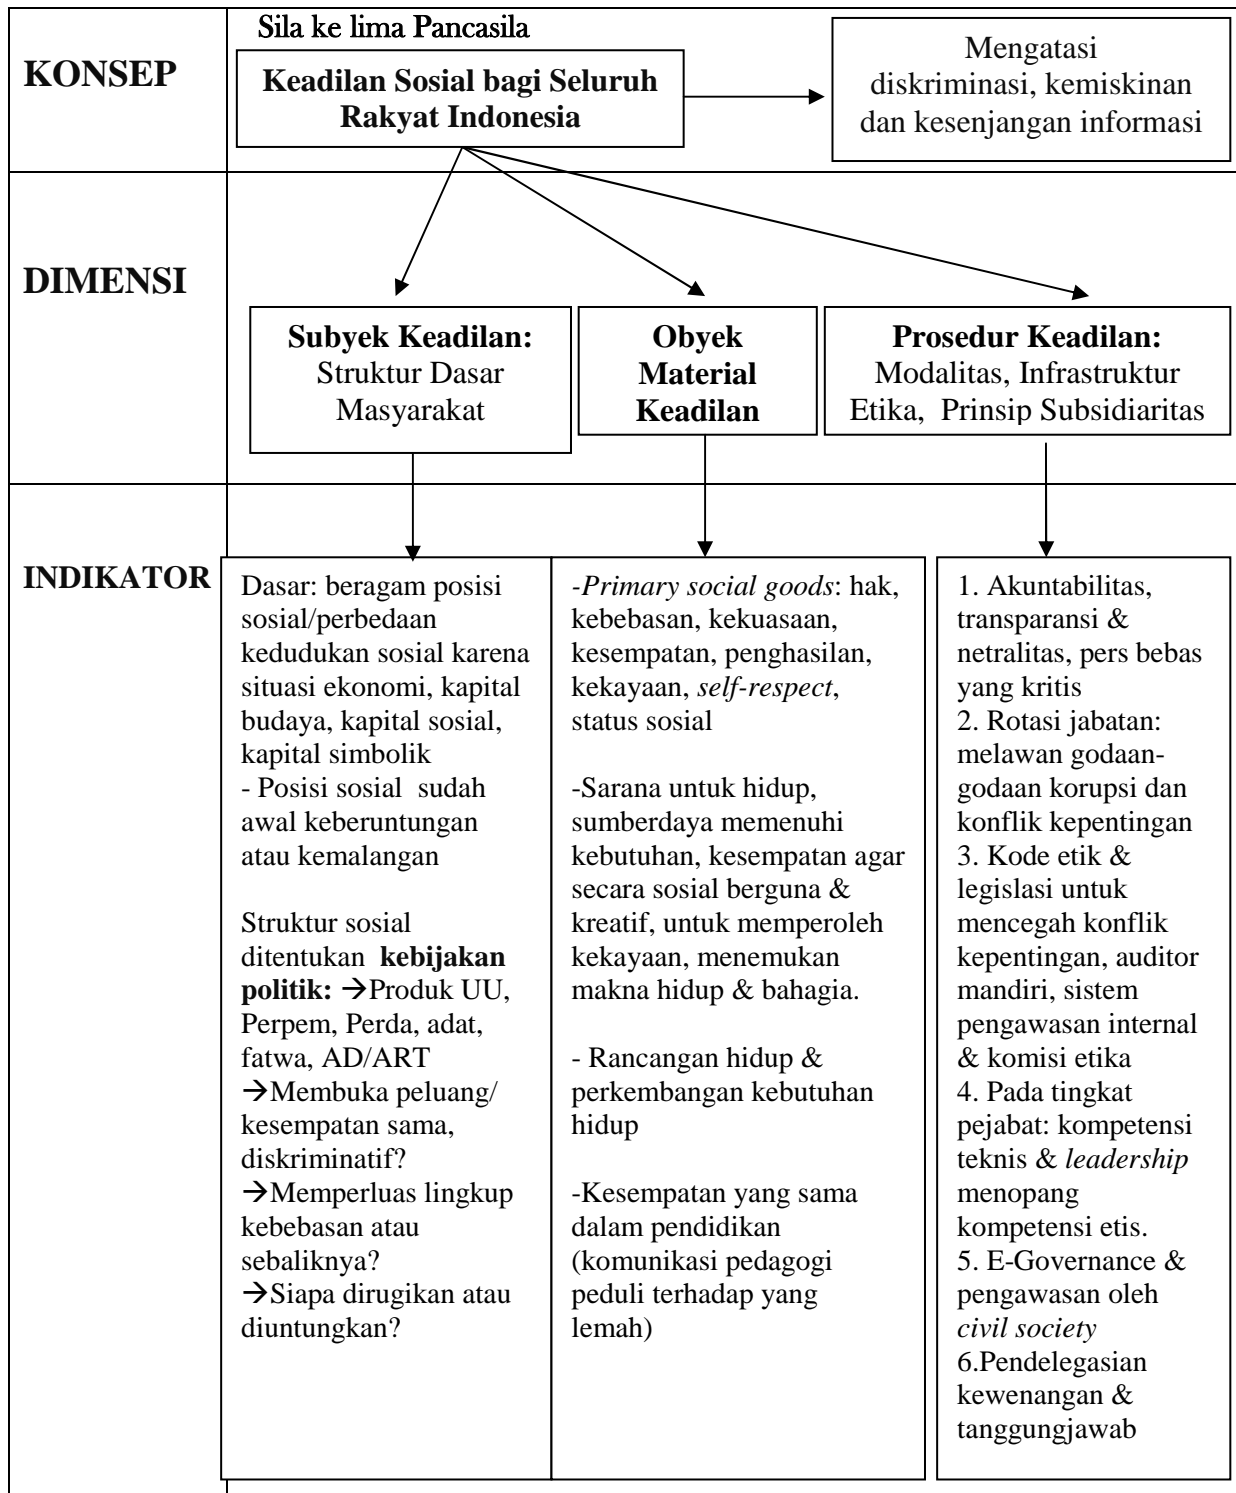 KONSEP
Sila ke lima Pancasila
Keadilan Sosial bagi Seluruh
Rakyat Indonesia
Mengatasi
diskriminasi, kemiskinan
dan kesenjangan informasi
DIMENSI
Subyek Keadilan:
Struktur Dasar
Masyarakat
Obyek
Material
Keadilan
Prosedur Keadilan:
Modalitas, Infrastruktur
Etika, Prinsip Subsidiaritas
INDIKATOR
Dasar: beragam posisi
sosial/perbedaan
kedudukan sosial karena
situasi ekonomi, kapital
budaya, kapital sosial,
kapital simbolik
- Posisi sosial sudah
awal keberuntungan
atau kemalangan
Struktur sosial
ditentukan kebijakan
politik: →Produk UU,
Perpem, Perda, adat,
fatwa, AD/ART
→Membuka peluang/
kesempatan sama,
diskriminatif?
→Memperluas lingkup
kebebasan atau
sebaliknya?
→Siapa dirugikan atau
diuntungkan?
-Primary social goods: hak,
kebebasan, kekuasaan,
kesempatan, penghasilan,
kekayaan, self-respect,
status sosial
-Sarana untuk hidup,
sumberdaya memenuhi
kebutuhan, kesempatan agar
secara sosial berguna &
kreatif, untuk memperoleh
kekayaan, menemukan
makna hidup & bahagia.
- Rancangan hidup &
perkembangan kebutuhan
hidup
-Kesempatan yang sama
dalam pendidikan
(komunikasi pedagogi
peduli terhadap yang
lemah)
1. Akuntabilitas,
transparansi &
netralitas, pers bebas
yang kritis
2. Rotasi jabatan:
melawan godaan-
godaan korupsi dan
konflik kepentingan
3. Kode etik &
legislasi untuk
mencegah konflik
kepentingan, auditor
mandiri, sistem
pengawasan internal
& komisi etika
4. Pada tingkat
pejabat: kompetensi
teknis & leadership
menopang
kompetensi etis.
5. E-Governance &
pengawasan oleh
civil society
6.Pendelegasian
kewenangan &
tanggungjawab